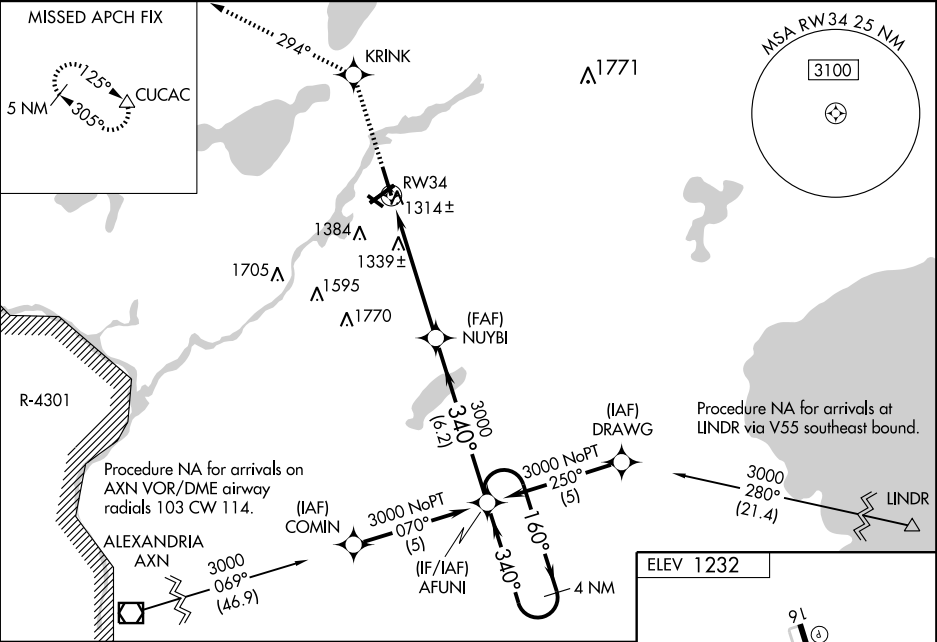 MISSED APCH FIX
125°
CUCAC
5 NM
305°
294°
KRINK
1771
MSA RW34 25 NM
3100
RW34
1314±
1384
1339±
1705
1595
1770
(FAF)
NUYBI
R-4301
3000
340°
(6.2)
(IAF)
DRAWG
Procedure NA for arrivals at
LINDR via V55 southeast bound.
3000 NoPT
250°
(5)
3000
280°
(21.4)
LINDR
Procedure NA for arrivals on
AXN VOR/DME airway
radials 103 CW 114.
(IAF)
COMIN
3000 NoPT
070°
(5)
ALEXANDRIA
AXN
3000
069°
(46.9)
(IF/IAF)
AFUNI
340°
160°
4 NM
ELEV 1232
16
P